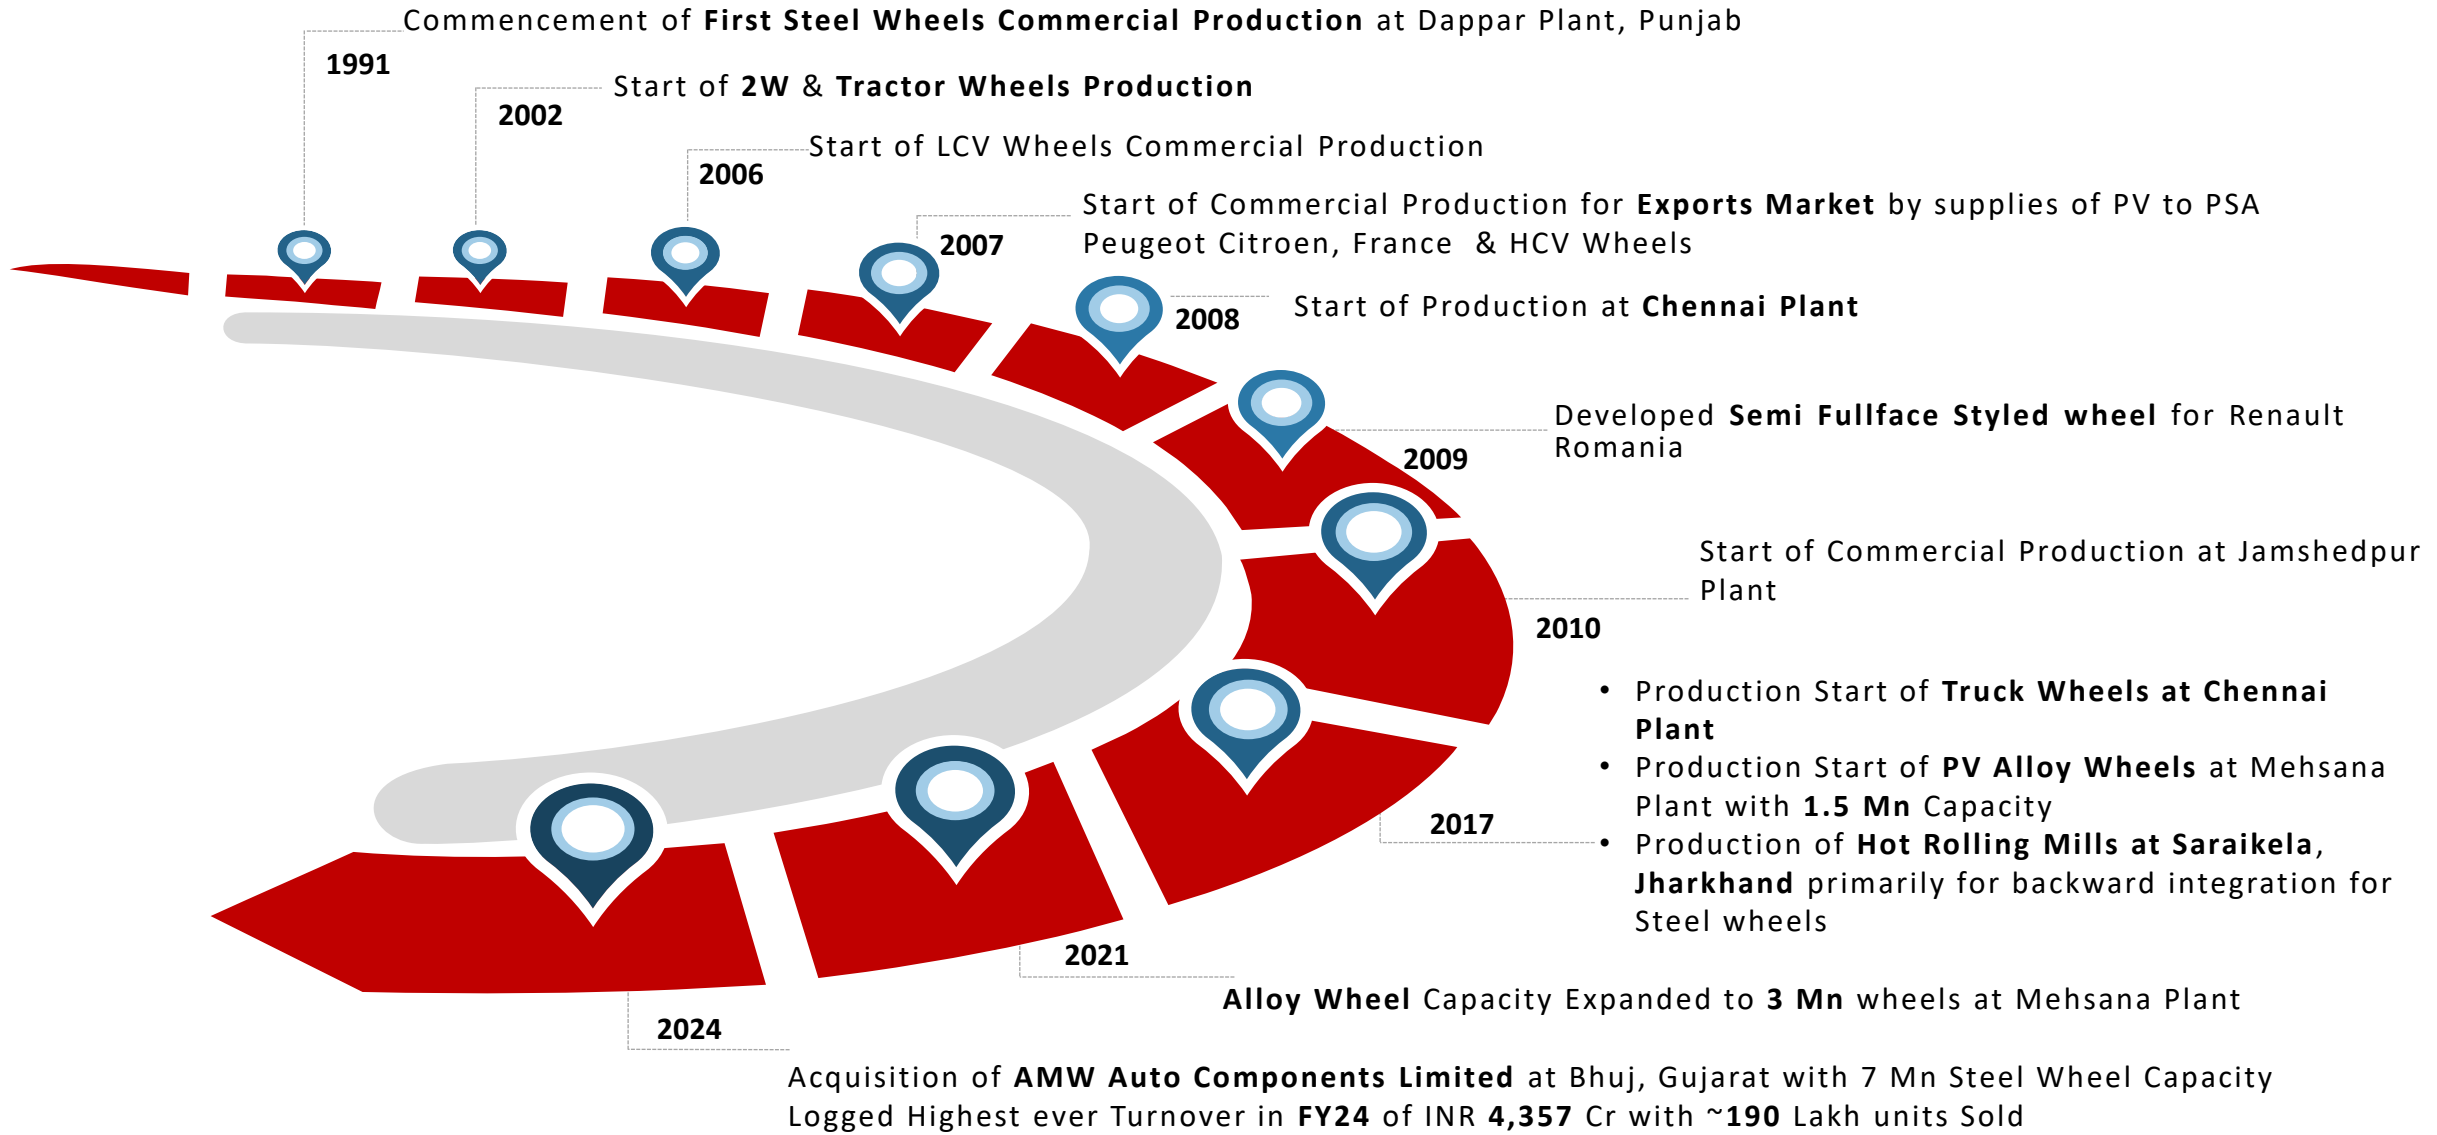 Commencement of First Steel Wheels Commercial Production at Dappar Plant, Punjab
1991
Start of 2W & Tractor Wheels Production
2002
Start of LCV Wheels Commercial Production
2006
Start of Commercial Production for Exports Market by supplies of PV to PSA
Peugeot Citroen, France & HCV Wheels
2007
Start of Production at Chennai Plant
2008
Developed Semi Fullface Styled wheel for Renault
Romania
2009
Start of Commercial Production at Jamshedpur
Plant
2010
• Production Start of Truck Wheels at Chennai
Plant
• Production Start of PV Alloy Wheels at Mehsana
Plant with 1.5 Mn Capacity
2017
• Production of Hot Rolling Mills at Saraikela,
Jharkhand primarily for backward integration for
Steel wheels
2021
Alloy Wheel Capacity Expanded to 3 Mn wheels at Mehsana Plant
2024
Acquisition of AMW Auto Components Limited at Bhuj, Gujarat with 7 Mn Steel Wheel Capacity
Logged Highest ever Turnover in FY24 of INR 4,357 Cr with ~190 Lakh units Sold